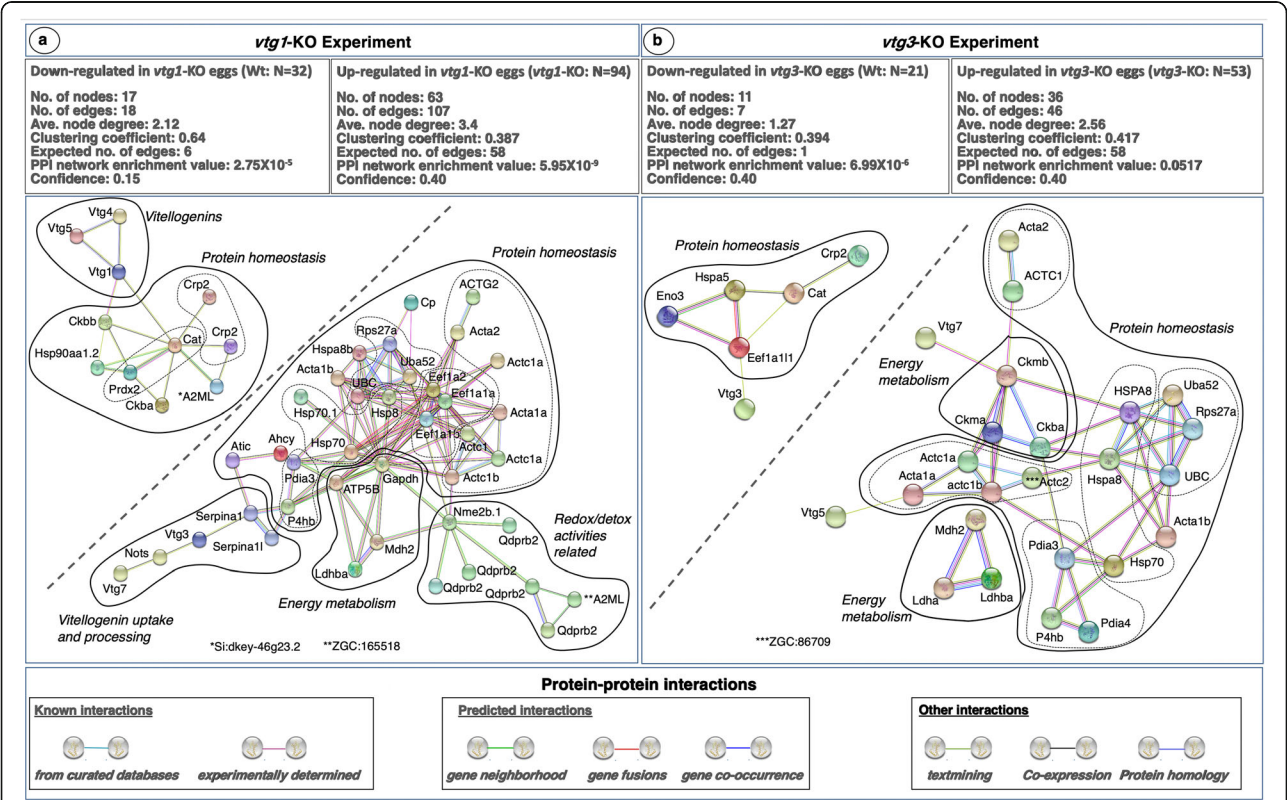 a
vtg1-KO Experiment
b
vtg3-KO Experiment
Down-regulated in vtg1-KO eggs (Wt: N=32)
No. of nodes: 17
No. of edges: 18
Ave. node degree: 2.12
Clustering coefficient: 0.64
Expected no. of edges: 6
PPI network enrichment value: 2.75X10-5
Confidence: 0.15
Up-regulated in vtg1-KO eggs (vtg1-KO: N=94)
No. of nodes: 63
No. of edges: 107
Ave. node degree: 3.4
Clustering coefficient: 0.387
Expected no. of edges: 58
PPI network enrichment value: 5.95X10-9
Confidence: 0.40
Down-regulated in vtg3-KO eggs (Wt: N=21)
No. of nodes: 11
No. of edges: 7
Ave. node degree: 1.27
Clustering coefficient: 0.394
Expected no. of edges: 1
PPI network enrichment value: 6.99X10-6
Confidence: 0.40
Up-regulated in vtg3-KO eggs (vtg3-KO: N=53)
No. of nodes: 36
No. of edges: 46
Ave. node degree: 2.56
Clustering coefficient: 0.417
Expected no. of edges: 58
PPI network enrichment value: 0.0517
Confidence: 0.40
Vtg4
Vitellogenins
Vtg5
Vtg1
Protein homeostasis
Crp2
Ckbb
Cat
Crp2
Hsp90aa1.2
Prdx2
*A2ML
Ckba
Protein homeostasis
Cp
ACTG2
Rps27a
Acta2
Hspa8b
Uba52
Actc1a
Acta1b
UBC
Eef1a2
Eef1a1a
Hsp70.1
Hsp8
Acta1a
Eef1a1b
Actc1
Atic
Ahcy
Hsp70
Actc1a
Pdia3
Gapdh
Actc1b
ATP5B
P4hb
Serpina1
Nme2b.1
Redox/detox
activities
related
Vtg3
Serpina1l
Qdprb2
Nots
Mdh2
Vtg7
Ldhba
Qdprb2
Qdprb2
Qdprb2
**A2ML
Qdprb2
Energy metabolism
Vitellogenin uptake
and processing
*Si:dkey-46g23.2
**ZGC:165518
Protein homeostasis
Crp2
Hspa5
Cat
Eno3
Eef1a1l1
Vtg3
Acta2
ACTC1
Vtg7
Protein homeostasis
Energy
metabolism
Ckmb
HSPA8
Uba52
Rps27a
Ckma
Ckba
Actc1a
Hspa8
UBC
Acta1a
actc1b
***Actc2
Vtg5
Acta1b
Mdh2
Pdia3
Hsp70
Ldha
Ldhba
Energy
metabolism
P4hb
Pdia4
***ZGC:86709
Protein-protein interactions
Known interactions
from curated databases
experimentally determined
Predicted interactions
gene neighborhood
gene fusions
gene co-occurrence
Other interactions
textmining
Co-expression
Protein homology